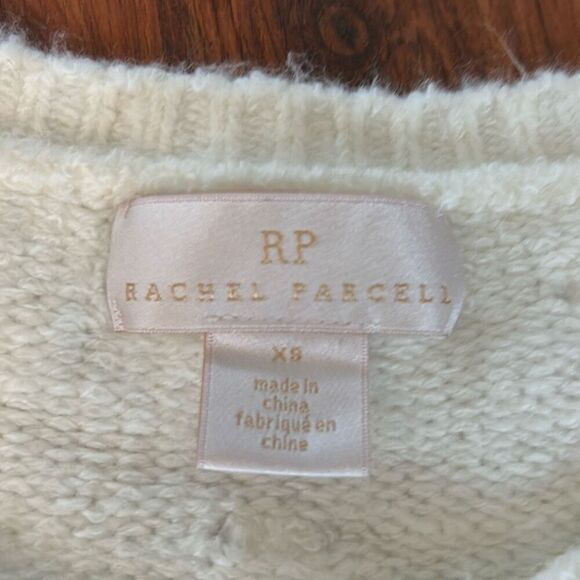 RP
RACHEL PARCELL
XS
made in
china
fabriqué en
chine